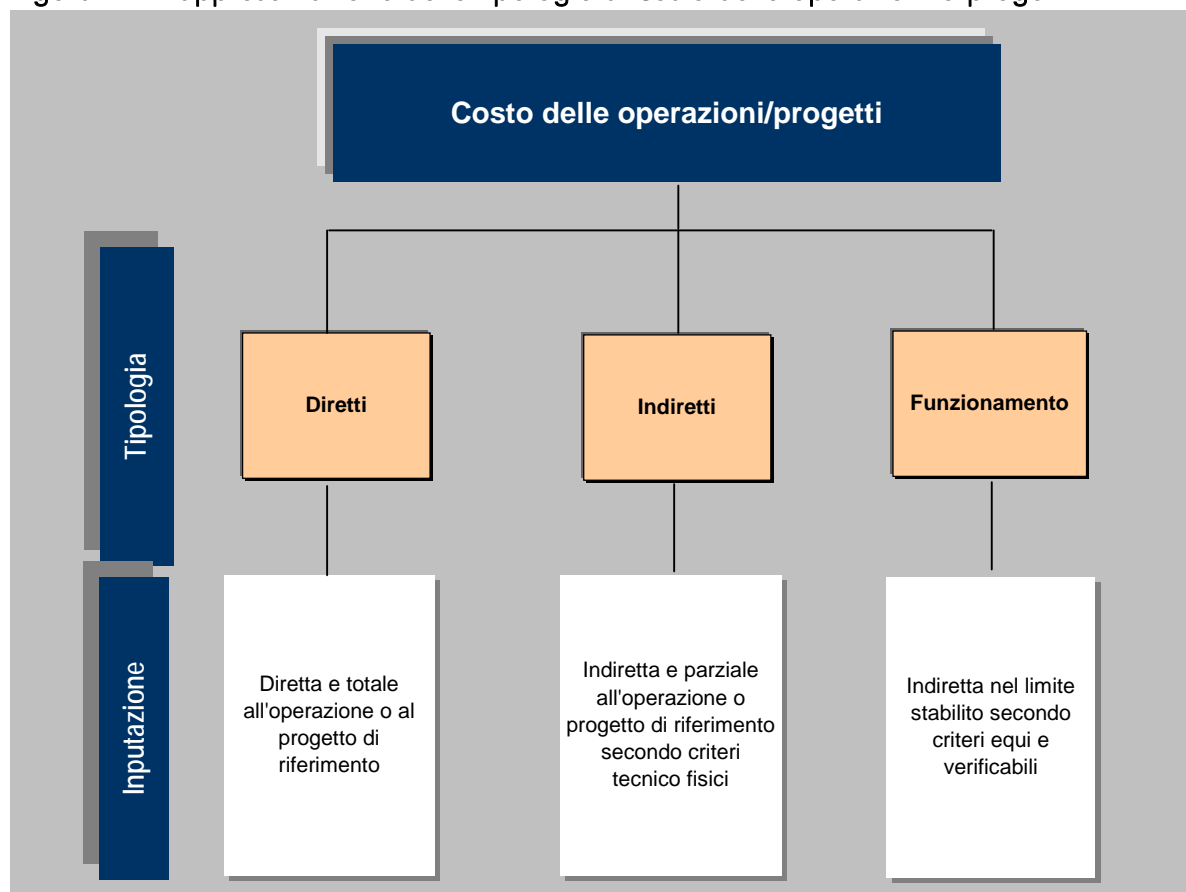 Costo delle operazioni/progetti
Tipologia
Diretti
Indiretti
Funzionamento
Inputazione
Diretta e totale
all'operazione o al
progetto di
riferimento
Indiretta e parziale
all'operazione o
progetto di riferimento
secondo criteri
tecnico fisici
Indiretta nel limite
stabilito secondo
criteri equi e
verificabili